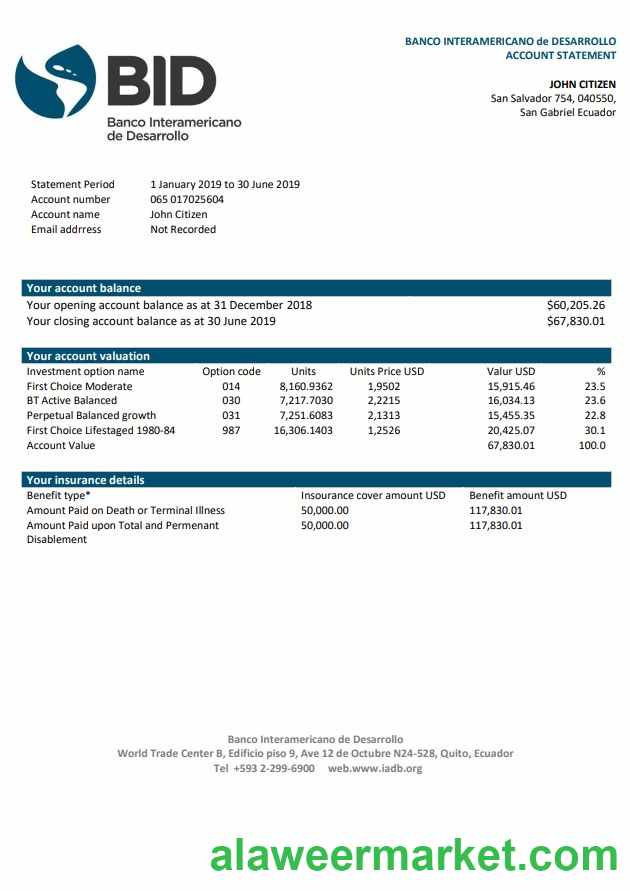 BANCO INTERAMERICANO de DESARROLLO
ACCOUNT STATEMENT
BID
Banco Interamericano
de Desarrollo
JOHN CITIZEN
San Salvador 754, 040550,
San Gabriel Ecuador
Statement Period 1 January 2019 to 30 June 2019
Account number 065 017025604
Account name John Citizen
Email addrress Not Recorded
Your account balance
Your opening account balance as at 31 December 2018 $60,205.26
Your closing account balance as at 30 June 2019 $67,830.01
Your account valuation
Investment option name Option code Units Units Price USD Valur USD %
First Choice Moderate 014 8,160.9362 1,9502 15,915.46 23.5
BT Active Balanced 030 7,217.7030 2,2215 16,034.13 23.6
Perpetual Balanced growth 031 7,251.6083 2,1313 15,455.35 22.8
First Choice Lifestaged 1980-84 987 16,306.1403 1,2526 20,425.07 30.1
Account Value 67,830.01 100.0
Your insurance details
Benefit type* Insourance cover amount USD Benefit amount USD
Amount Paid on Death or Terminal Illness 50,000.00 117,830.01
Amount Paid upon Total and Permenant 50,000.00 117,830.01
Disablement
Banco Interamericano de Desarrollo
World Trade Center B, Edificio piso 9, Ave 12 de Octubre N24-528, Quito, Ecuador
Tel +593 2-299-6900 web.www.iadb.org
alaweermarket.com